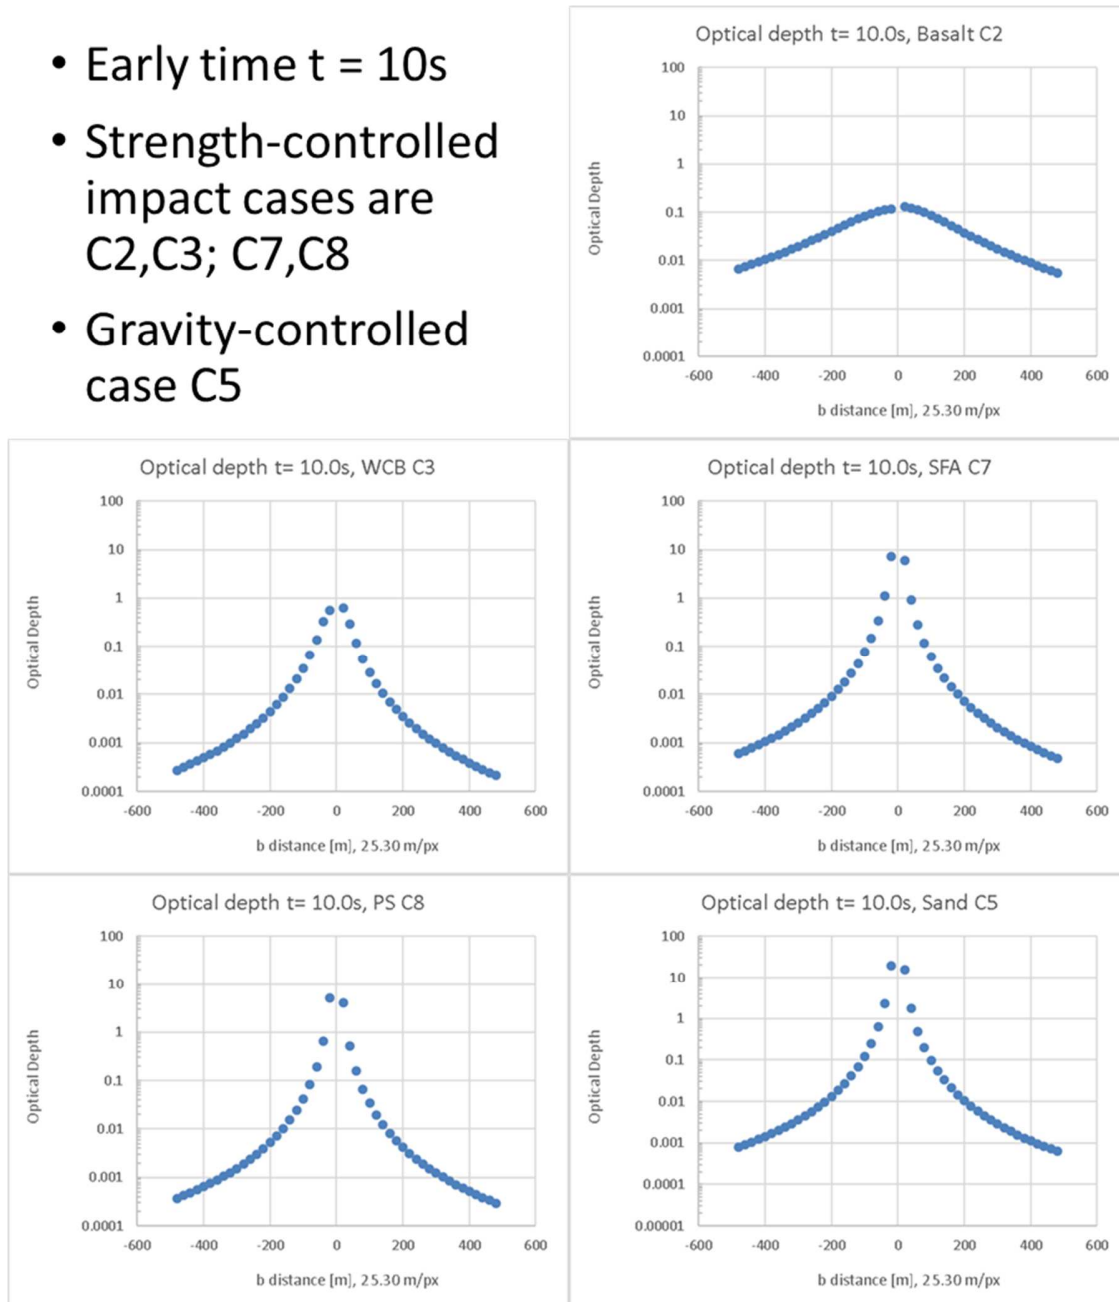 • Early time t = 10s
• Strength-controlled
impact cases are
C2,C3; C7,C8
• Gravity-controlled
case C5
Optical depth t= 10.0s, Basalt C2
100
10
1
0.1
0.01
0.001
0.0001
Optical Depth
-600 -400 -200 0 200 400 600
b distance [m], 25.30 m/px
Optical depth t= 10.0s, WCB C3
100
10
1
0.1
0.01
0.001
0.0001
Optical Depth
-600 -400 -200 0 200 400 600
b distance [m], 25.30 m/px
Optical depth t= 10.0s, SFA C7
100
10
1
0.1
0.01
0.001
0.0001
Optical Depth
-600 -400 -200 0 200 400 600
b distance [m], 25.30 m/px
Optical depth t= 10.0s, PS C8
100
10
1
0.1
0.01
0.001
0.0001
Optical Depth
-600 -400 -200 0 200 400 600
b distance [m], 25.30 m/px
Optical depth t= 10.0s, Sand C5
100
10
1
0.1
0.01
0.001
0.0001
0.00001
Optical Depth
-600 -400 -200 0 200 400 600
b distance [m], 25.30 m/px